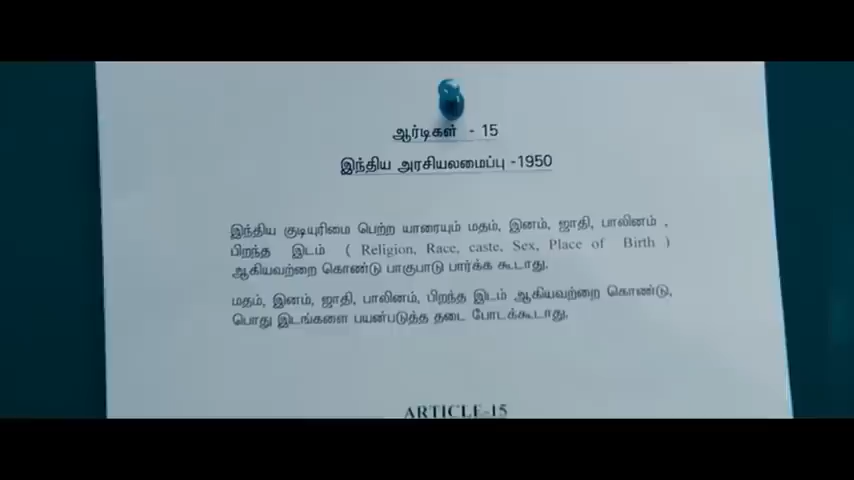 ஆர்டிகள் - 15
இந்திய அரசியலமைப்பு -1950
இந்திய குடியுரிமை பெற்ற யாரையும் மதம், இனம், ஜாதி, பாலினம் ,
பிறந்த இடம் ( Religion, Race, caste, Sex, Place of Birth )
ஆகியவற்றை கொண்டு பாகுபாடு பார்க்க கூடாது.
மதம், இனம், ஜாதி, பாலினம், பிறந்த இடம் ஆகியவற்றை கொண்டு,
பொது இடங்களை பயன்படுத்த தடை போடக்கூடாது.
ARTICLE-15